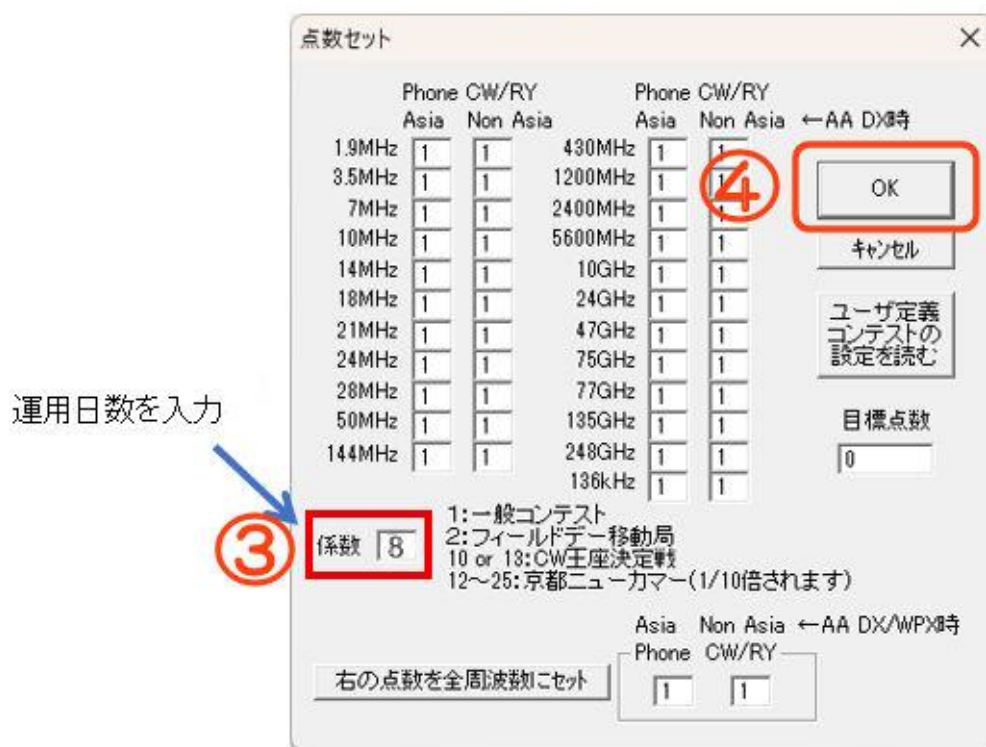 点数セット ×
Phone CW/RY Phone CW/RY
Asia Non Asia Asia Non Asia ←AA DX時
1.9MHz 1 1 430MHz 1 1
3.5MHz 1 1 1200MHz 1 1 ④ OK
7MHz 1 1 2400MHz 1 1
10MHz 1 1 5600MHz 1 1 キャンセル
14MHz 1 1 10GHz 1 1
18MHz 1 1 24GHz 1 1 ユーザ定義
21MHz 1 1 47GHz 1 1 コンテストの
24MHz 1 1 75GHz 1 1 設定を読む
28MHz 1 1 77GHz 1 1
運用日数を入力
50MHz 1 1 135GHz 1 1 目標点数
144MHz 1 1 248GHz 1 1 0
136kHz 1 1
③ 係数 8
1:一般コンテスト
2:フィールドデー移動局
10 or 13:CW王座決定戦
12～25:京都ニューカマー(1/10倍されます)
Asia Non Asia ←AA DX/WPX時
Phone CW/RY
右の点数を全周波数にセット 1 1